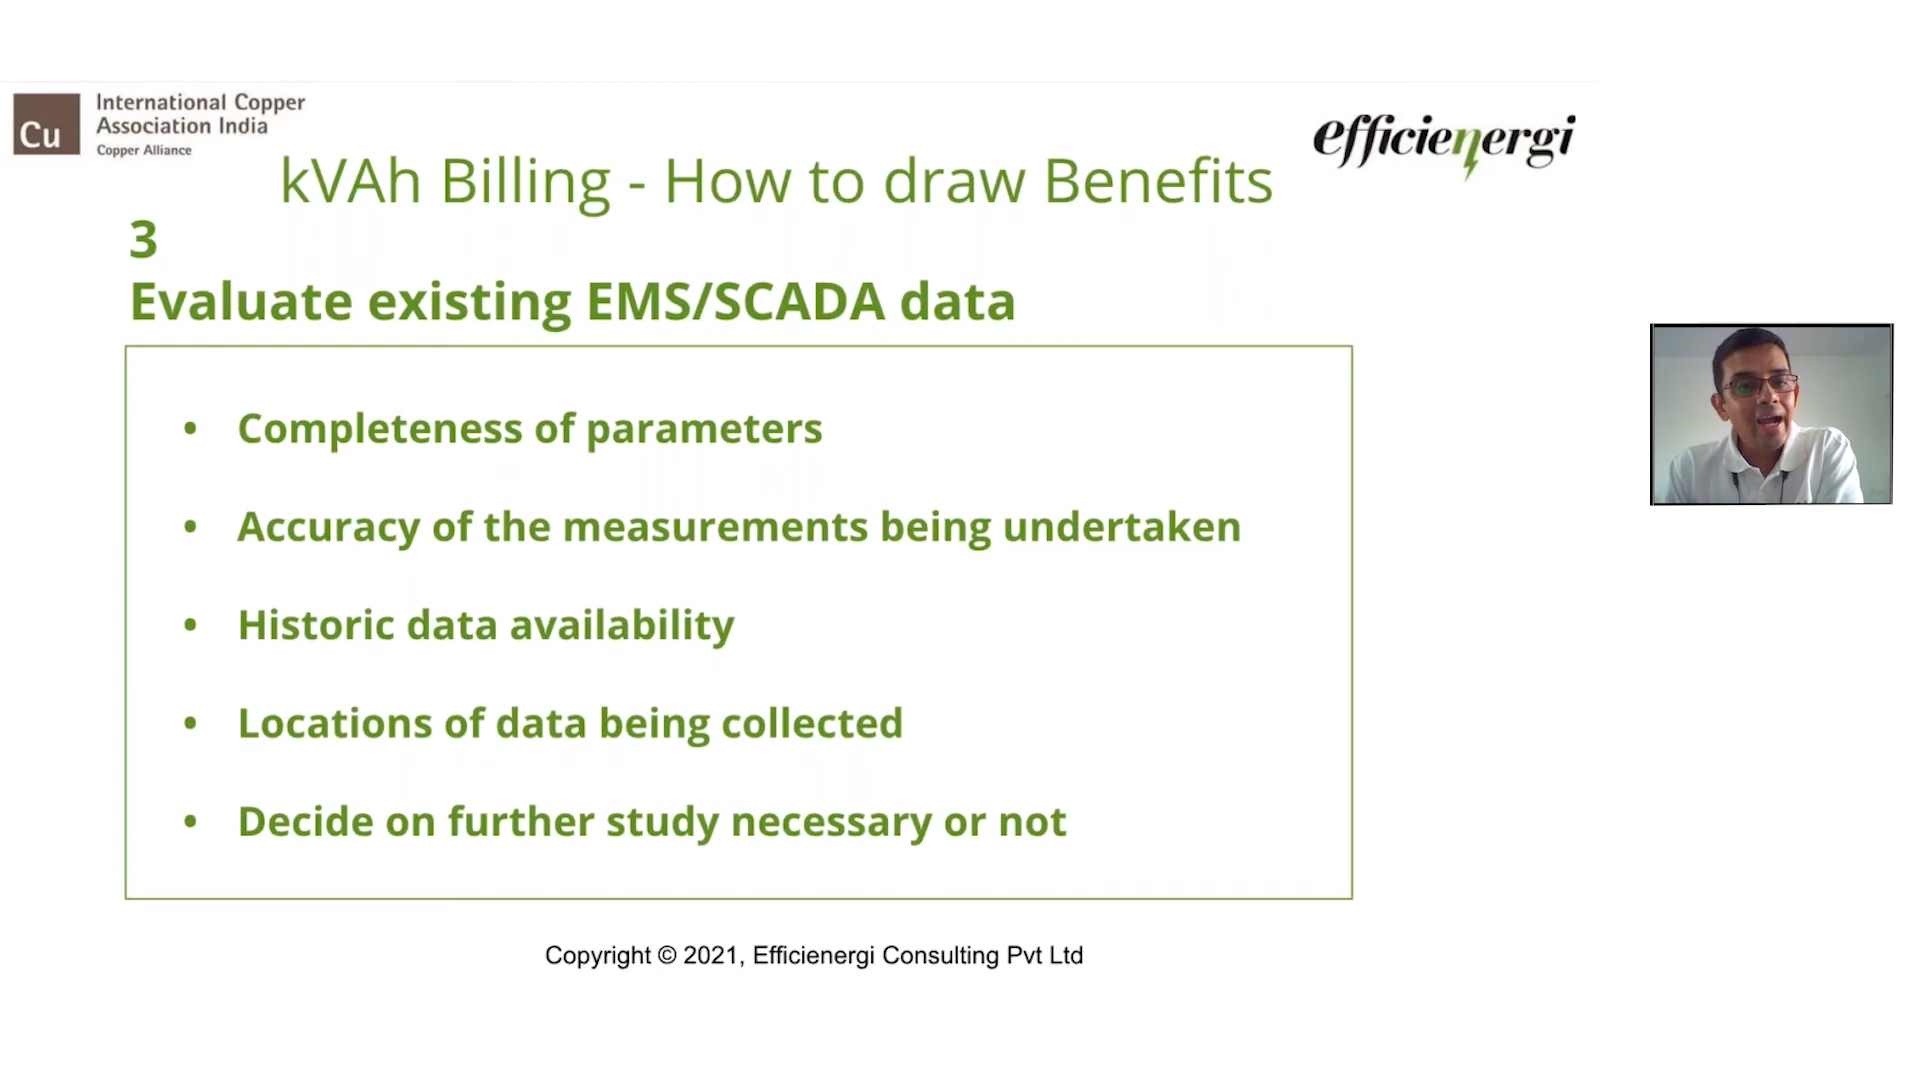 Cu
International Copper
Association India
Copper Alliance
efficienergi
kVAh Billing - How to draw Benefits
3
Evaluate existing EMS/SCADA data
• Completeness of parameters
• Accuracy of the measurements being undertaken
• Historic data availability
• Locations of data being collected
• Decide on further study necessary or not
Copyright © 2021, Efficienergi Consulting Pvt Ltd